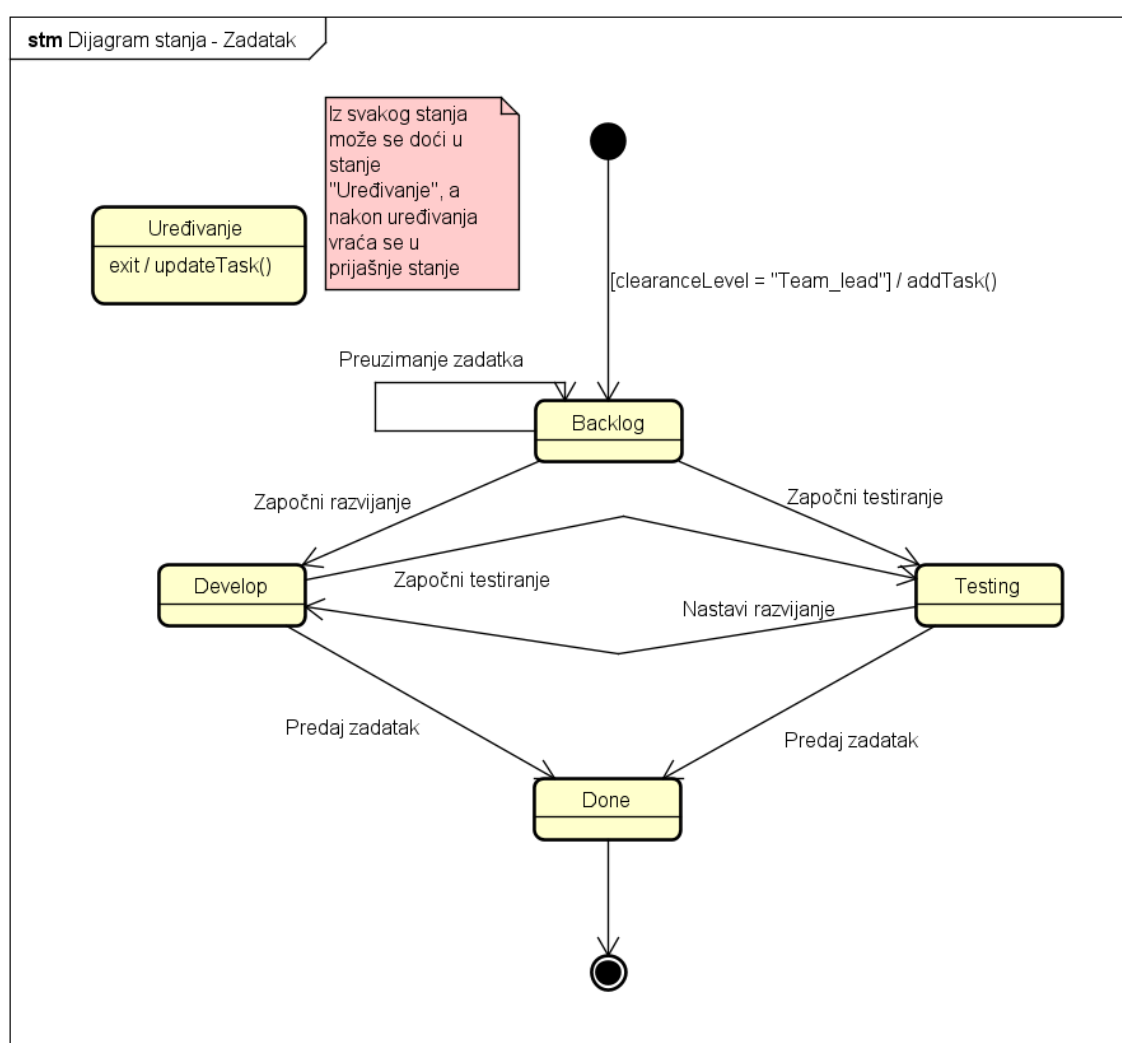 stm Dijagram stanja - Zadatak
Iz svakog stanja
može se doći u
stanje
"Uređivanje", a
nakon uređivanja
vraća se u
prijašnje stanje
Uređivanje
exit / updateTask()
[clearanceLevel = "Team_lead"] / addTask()
Preuzimanje zadatka
Backlog
Započni razvijanje
Započni testiranje
Develop
Započni testiranje
Testing
Nastavi razvijanje
Predaj zadatak
Predaj zadatak
Done